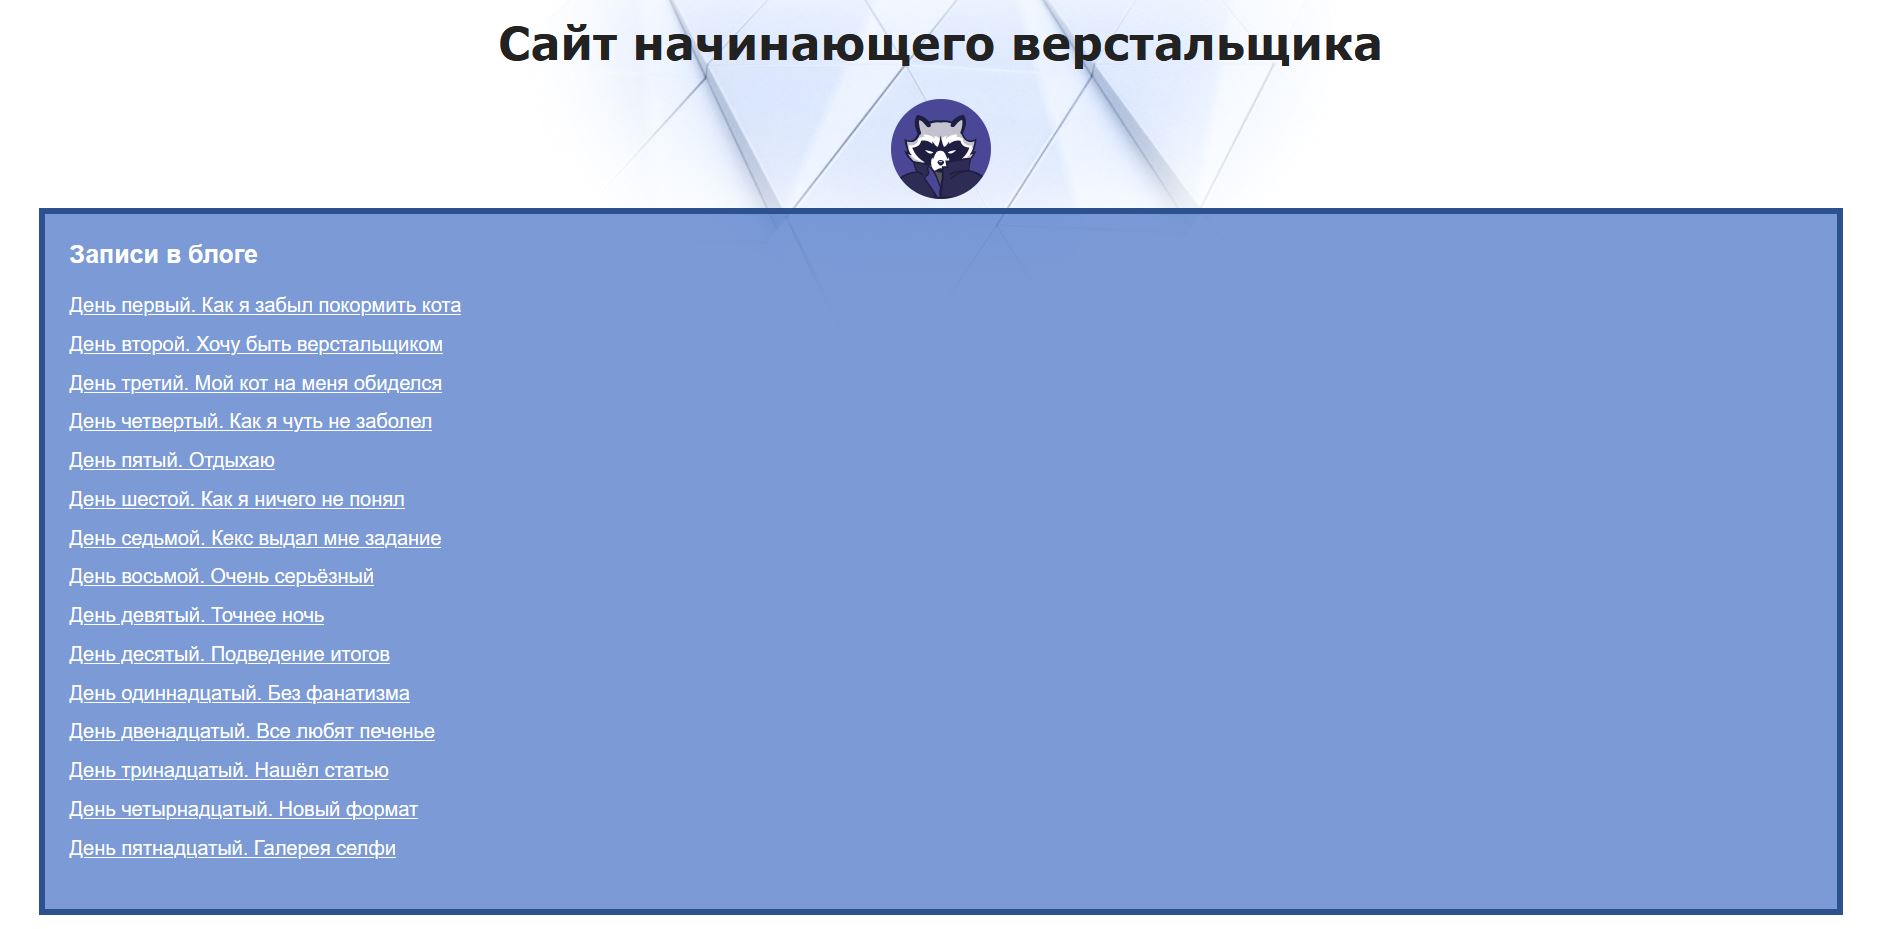 Сайт начинающего верстальщика
Записи в блоге
День первый. Как я забыл покормить кота
День второй. Хочу быть верстальщиком
День третий. Мой кот на меня обиделся
День четвертый. Как я чуть не заболел
День пятый. Отдыхаю
День шестой. Как я ничего не понял
День седьмой. Кекс выдал мне задание
День восьмой. Очень серьёзный
День девятый. Точнее ночь
День десятый. Подведение итогов
День одиннадцатый. Без фанатизма
День двенадцатый. Все любят печенье
День тринадцатый. Нашёл статью
День четырнадцатый. Новый формат
День пятнадцатый. Галерея селфи